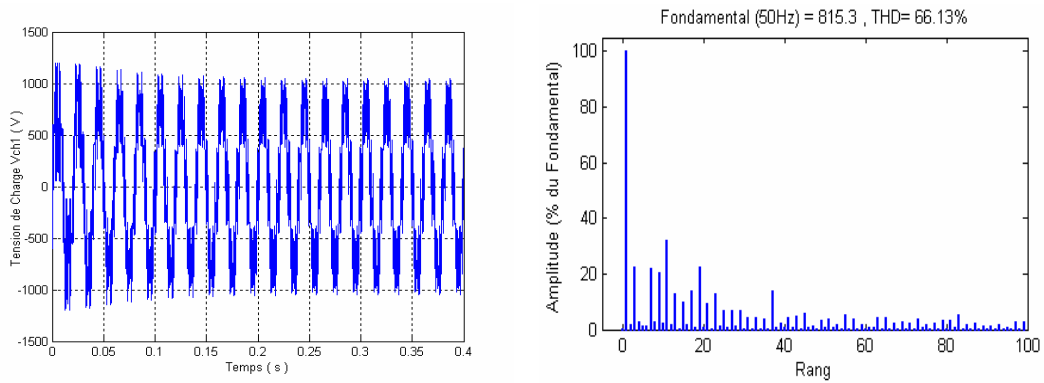 Tension de Charge Vch1 ( V )
1500
1000
500
0
-500
-1000
-1500
0 0.05 0.1 0.15 0.2 0.25 0.3 0.35 0.4
Temps ( s )
Fondamental (50Hz) = 815.3 , THD= 66.13%
Amplitude (% du Fondamental)
100
80
60
40
20
0
0 20 40 60 80 100
Rang